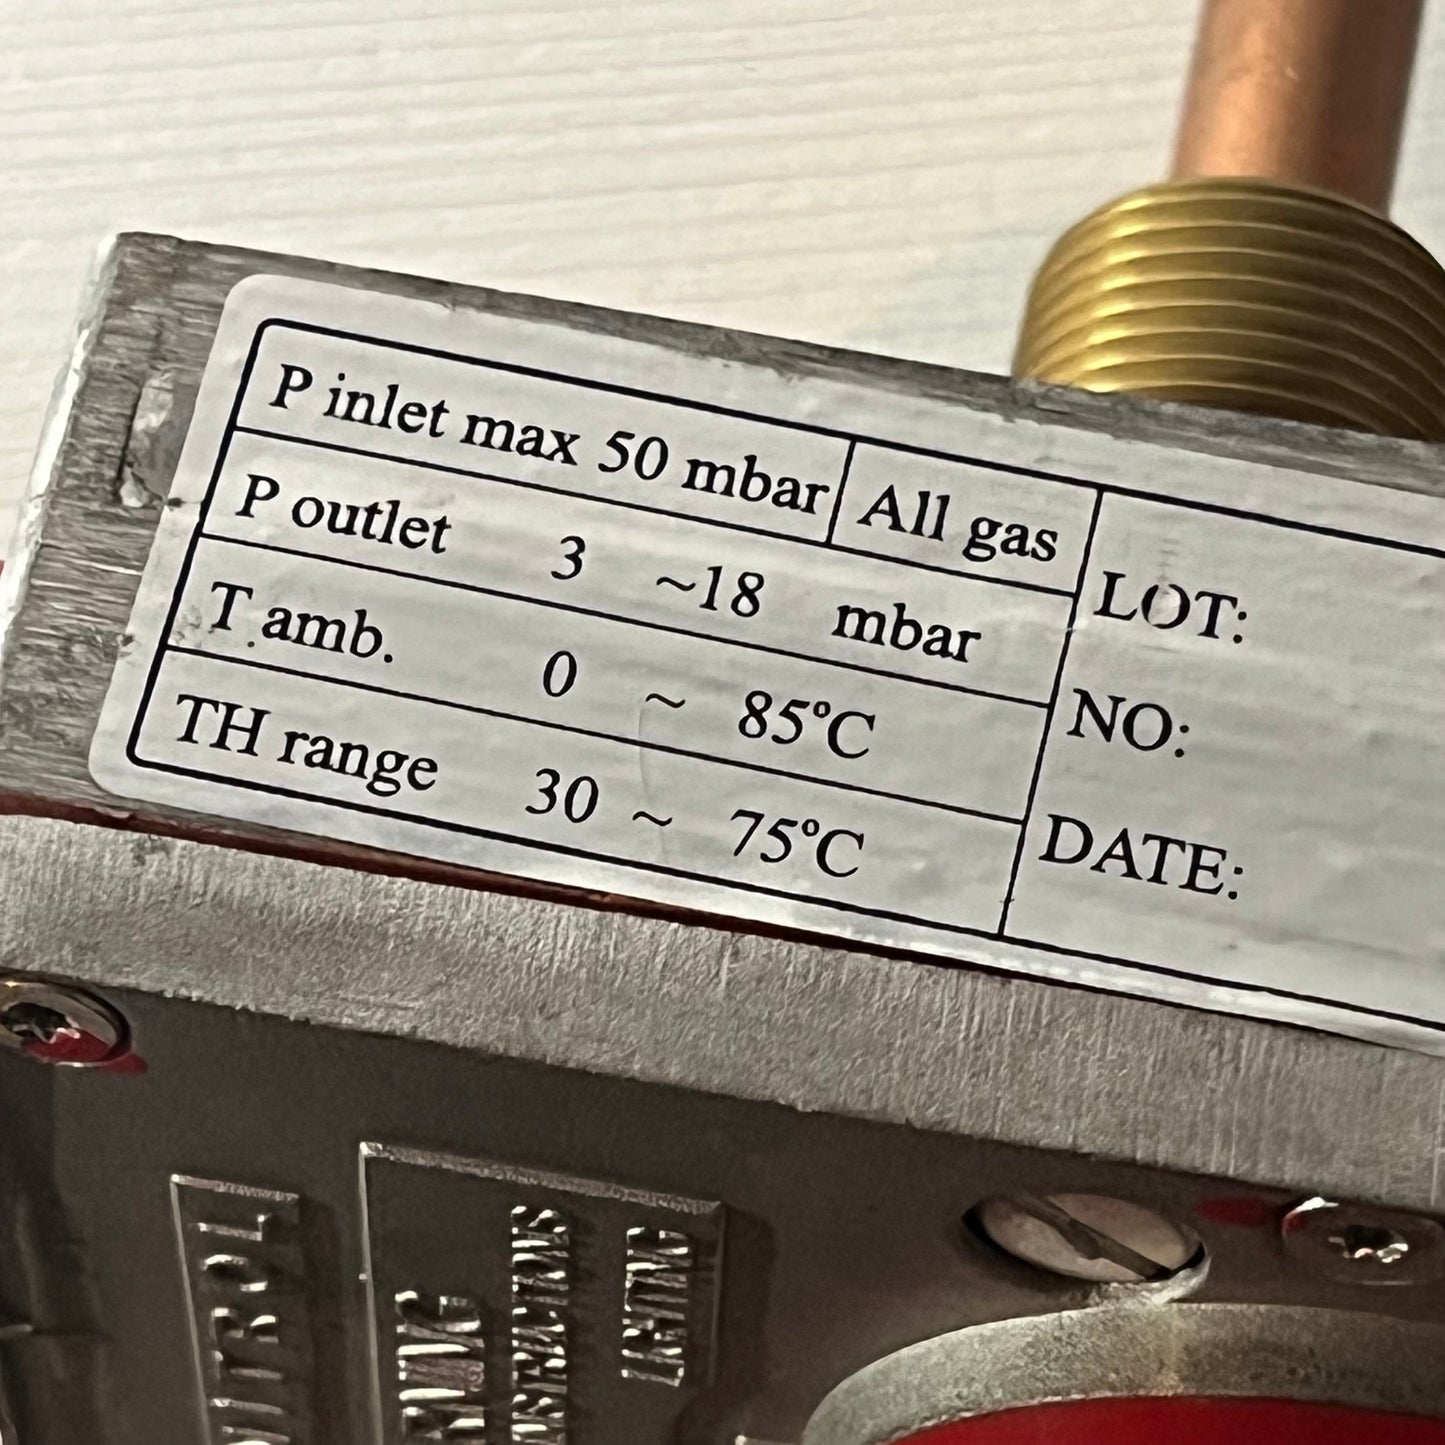 P inlet max 50 mbar All gas
P outlet 3 ~18 mbar
T amb. 0 ~ 85°C
TH range 30 ~ 75°C
LOT:
NO:
DATE: